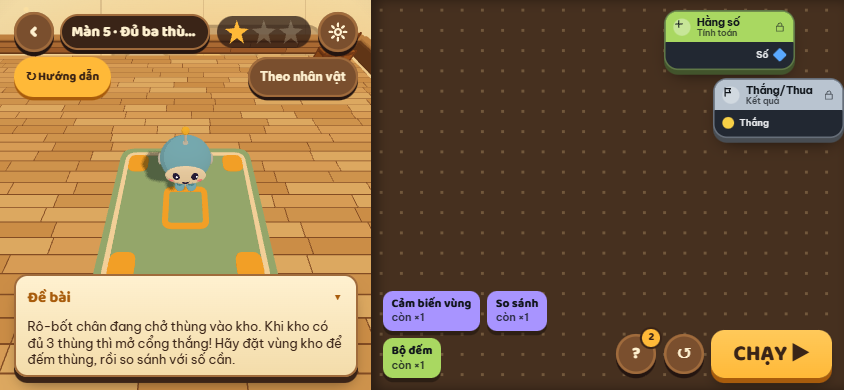 Màn 5 · Đủ ba thù...
Hướng dẫn
Theo nhân vật
Đề bài
Rô-bốt chân đang chở thùng vào kho. Khi kho có
đủ 3 thùng thì mở cổng thắng! Hãy đặt vùng kho để
đếm thùng, rồi so sánh với số cần.
Hằng số
Tính toán
Số
Thắng/Thua
Kết quả
Thắng
Cảm biến vùng
còn ×1
So sánh
còn ×1
Bộ đếm
còn ×1
?
2
CHẠY